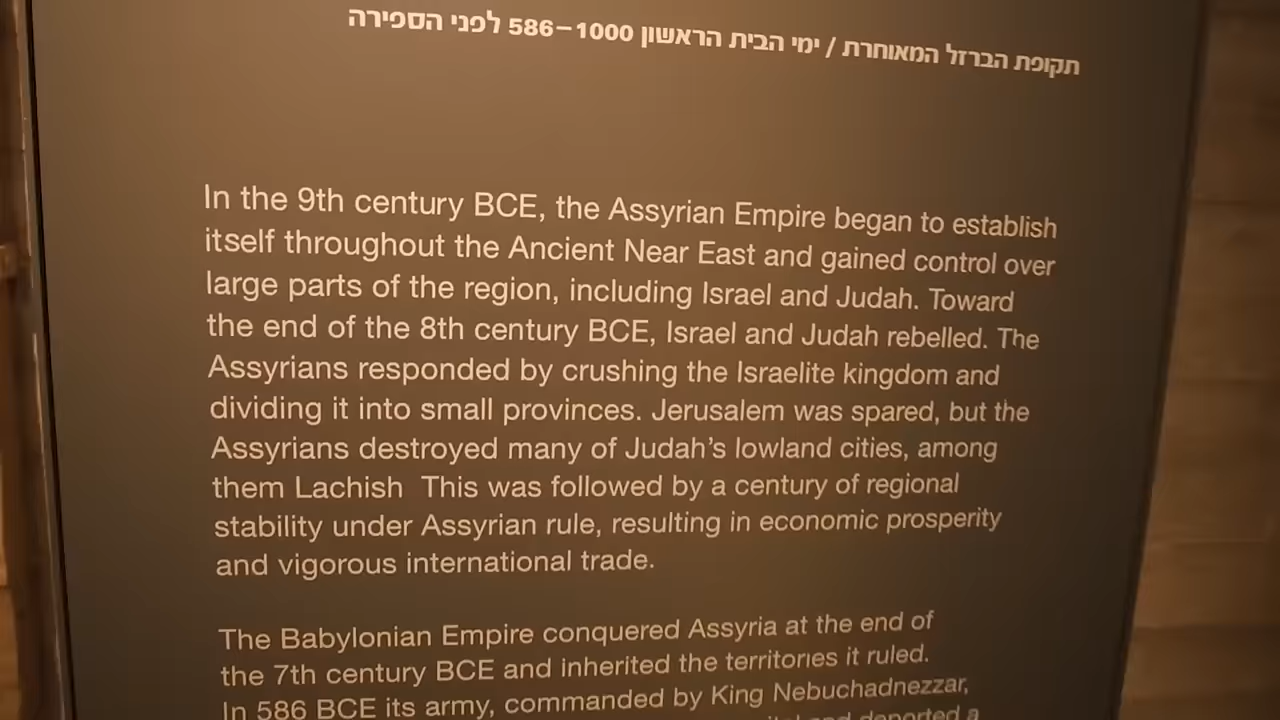 תקופת הברזל המאוחרת / ימי הבית הראשון 1000–586 לפני הספירה
In the 9th century BCE, the Assyrian Empire began to establish
itself throughout the Ancient Near East and gained control over
large parts of the region, including Israel and Judah. Toward
the end of the 8th century BCE, Israel and Judah rebelled. The
Assyrians responded by crushing the Israelite kingdom and
dividing it into small provinces. Jerusalem was spared, but the
Assyrians destroyed many of Judah's lowland cities, among
them Lachish  This was followed by a century of regional
stability under Assyrian rule, resulting in economic prosperity
and vigorous international trade.
The Babylonian Empire conquered Assyria at the end of
the 7th century BCE and inherited the territories it ruled.
In 586 BCE its army, commanded by King Nebuchadnezzar,
and deported a